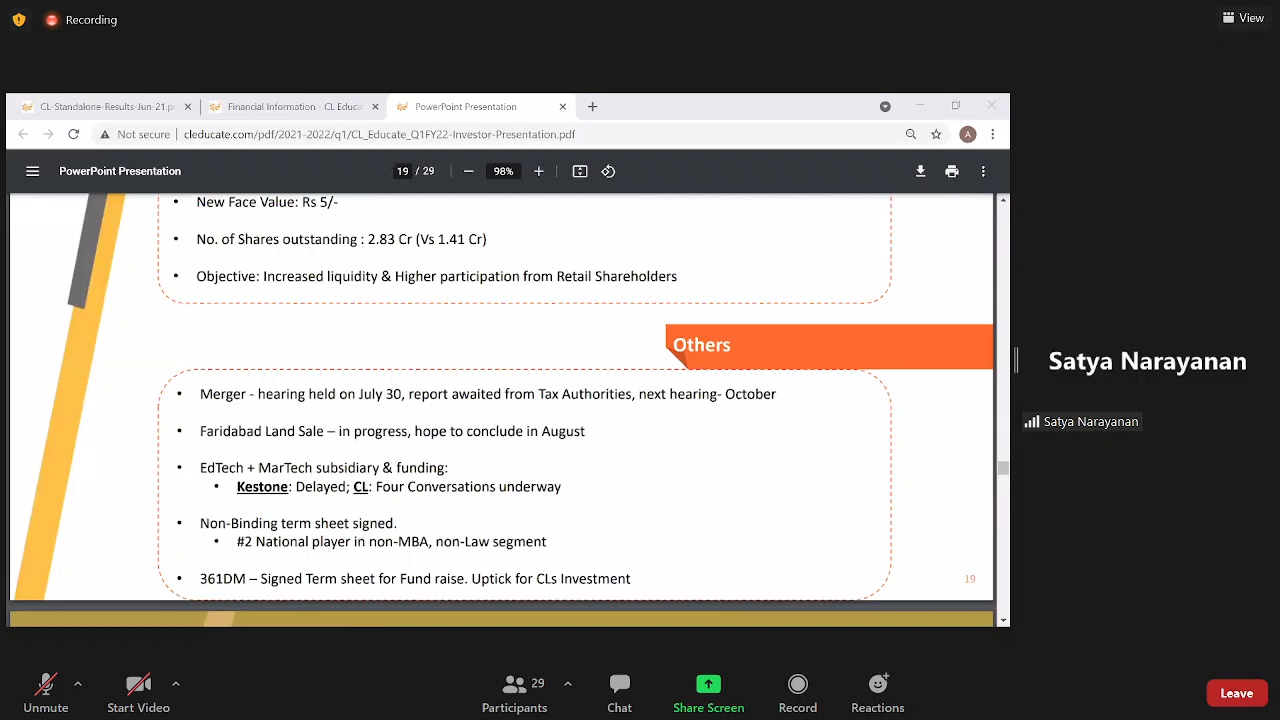 Recording
View
CL-Standalone-Results-Jun-21.p
Financial Information - CL Educa
PowerPoint Presentation
Not secure
cleducate.com/pdf/2021-2022/q1/CL_Educate_Q1FY22-Investor-Presentation.pdf
A
PowerPoint Presentation
19 / 29
98%
• New Face Value: Rs 5/-
• No. of Shares outstanding : 2.83 Cr (Vs 1.41 Cr)
• Objective: Increased liquidity & Higher participation from Retail Shareholders
Others
• Merger - hearing held on July 30, report awaited from Tax Authorities, next hearing- October
• Faridabad Land Sale – in progress, hope to conclude in August
• EdTech + MarTech subsidiary & funding:
• Kestone: Delayed; CL: Four Conversations underway
• Non-Binding term sheet signed.
• #2 National player in non-MBA, non-Law segment
• 361DM – Signed Term sheet for Fund raise. Uptick for CLs Investment
19
Satya Narayanan
Satya Narayanan
Unmute
Start Video
29
Participants
Chat
Share Screen
Record
Reactions
Leave